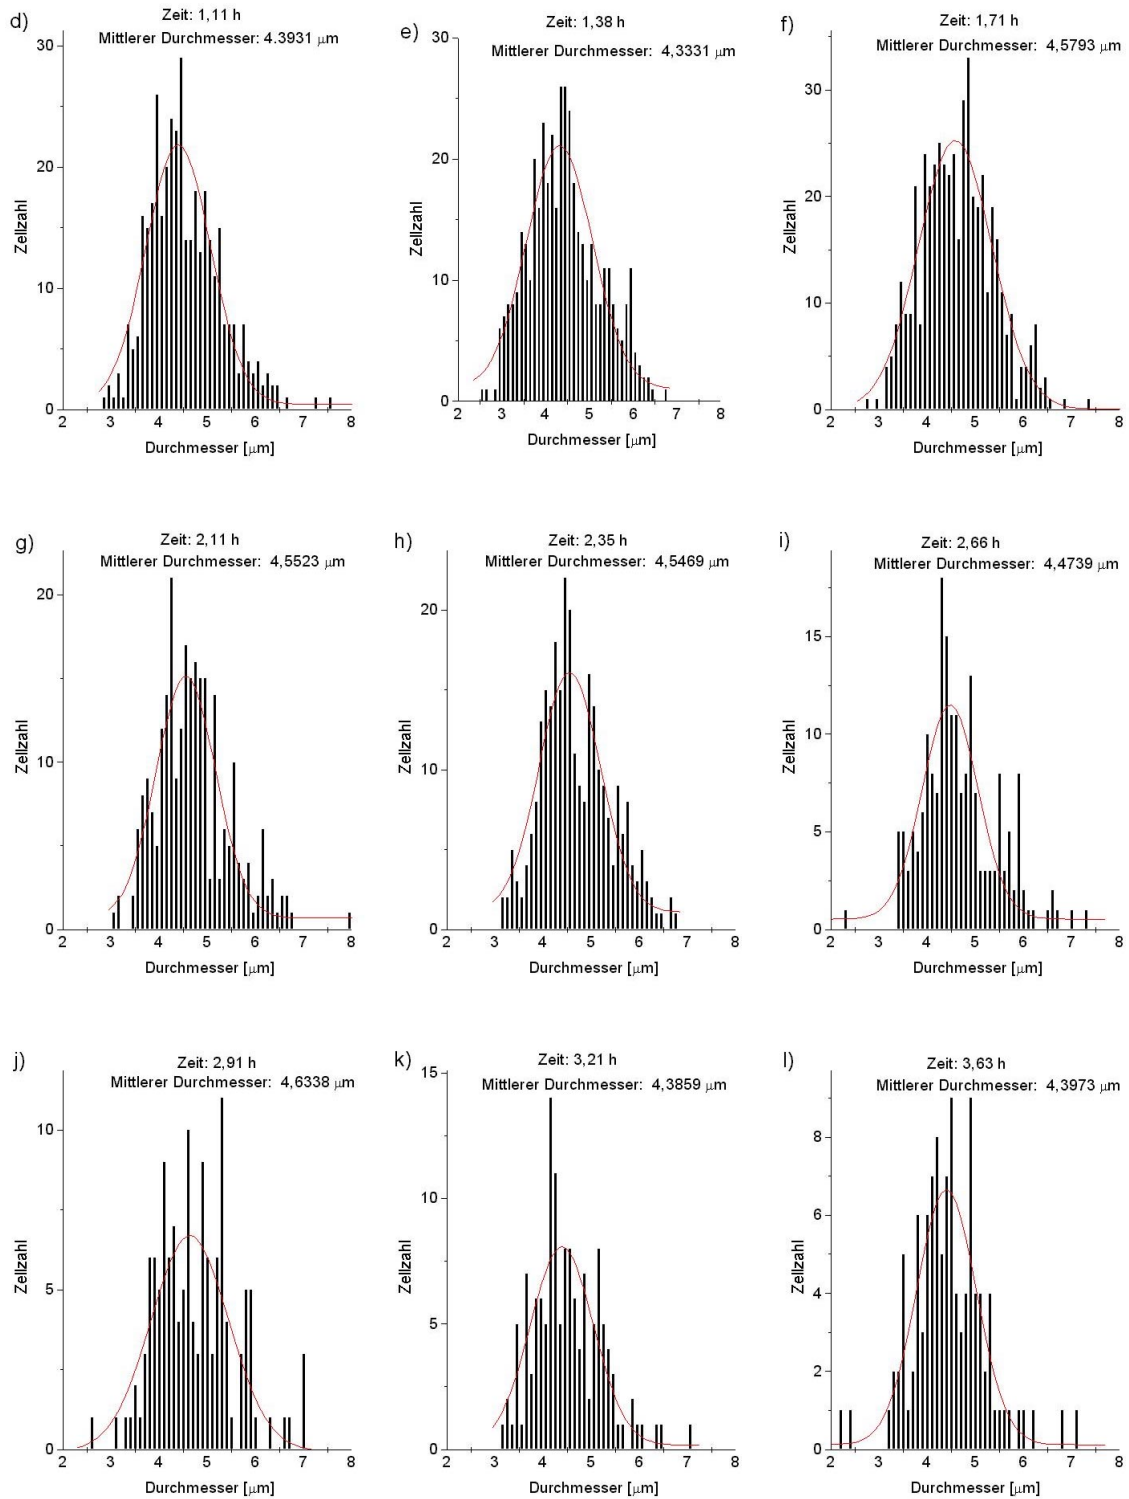 d)
Zeit: 1,11 h
Mittlerer Durchmesser: 4.3931 μm
30
20
10
0
Zellzahl
2 3 4 5 6 7 8
Durchmesser [μm]
e)
Zeit: 1,38 h
Mittlerer Durchmesser: 4,3331 μm
30
20
10
0
Zellzahl
2 3 4 5 6 7 8
Durchmesser [μm]
f)
Zeit: 1,71 h
Mittlerer Durchmesser: 4,5793 μm
30
20
10
0
Zellzahl
2 3 4 5 6 7 8
Durchmesser [μm]
g)
Zeit: 2,11 h
Mittlerer Durchmesser: 4,5523 μm
20
10
0
Zellzahl
2 3 4 5 6 7 8
Durchmesser [μm]
h)
Zeit: 2,35 h
Mittlerer Durchmesser: 4,5469 μm
20
10
0
Zellzahl
2 3 4 5 6 7 8
Durchmesser [μm]
i)
Zeit: 2,66 h
Mittlerer Durchmesser: 4,4739 μm
15
10
5
0
Zellzahl
2 3 4 5 6 7 8
Durchmesser [μm]
j)
Zeit: 2,91 h
Mittlerer Durchmesser: 4,6338 μm
10
5
0
Zellzahl
2 3 4 5 6 7 8
Durchmesser [μm]
k)
Zeit: 3,21 h
Mittlerer Durchmesser: 4,3859 μm
15
10
5
0
Zellzahl
2 3 4 5 6 7 8
Durchmesser [μm]
l)
Zeit: 3,63 h
Mittlerer Durchmesser: 4,3973 μm
8
6
4
2
0
Zellzahl
2 3 4 5 6 7 8
Durchmesser [μm]